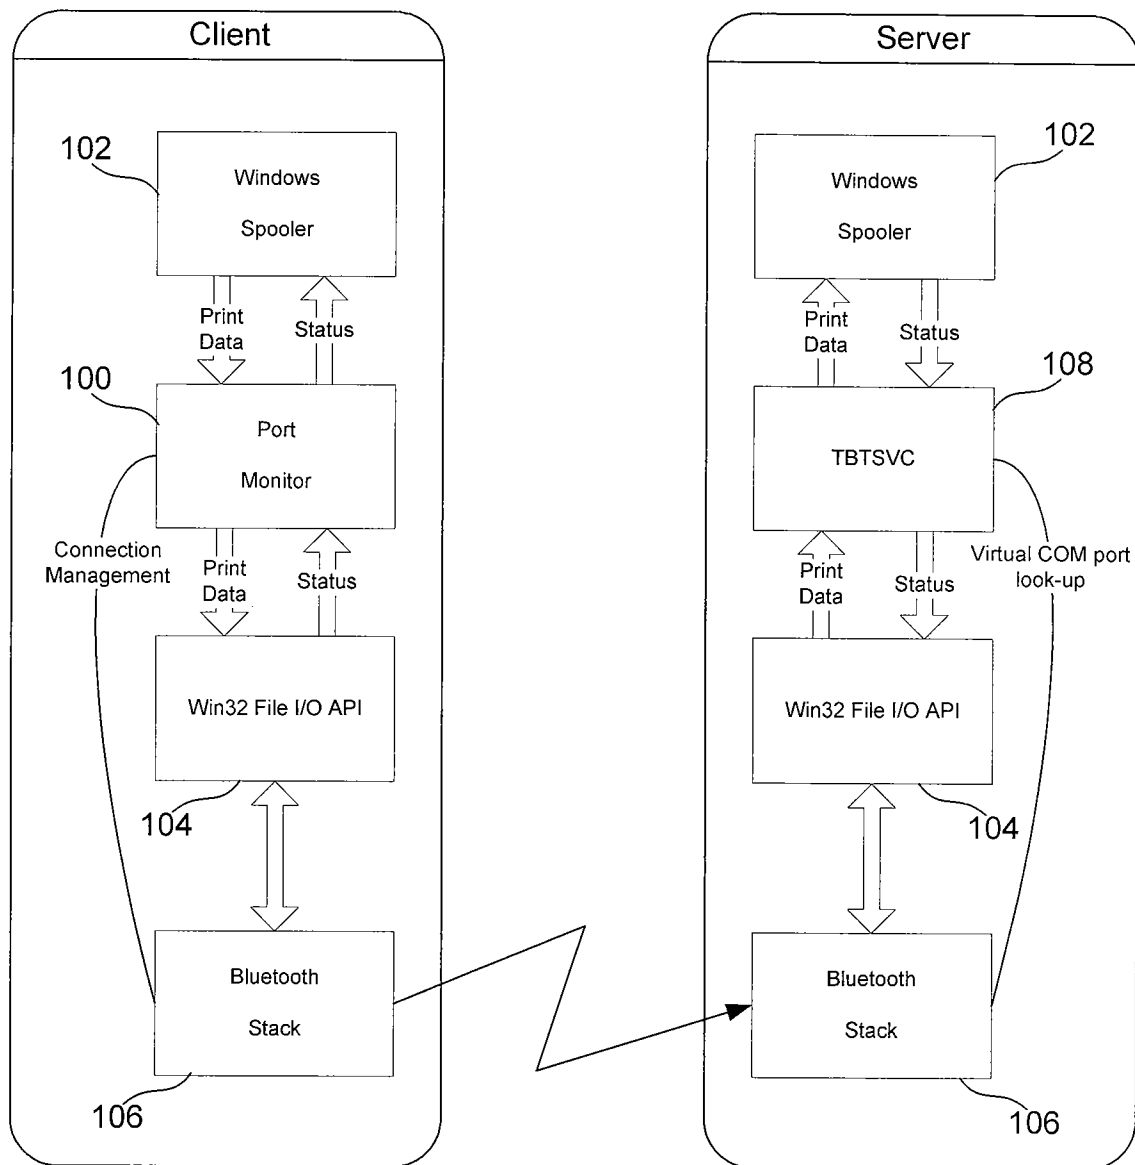 Client
102
Windows
Spooler
Print
Data
Status
100
Port
Monitor
Connection
Management
Print
Data
Status
Win32 File I/O API
104
Bluetooth
Stack
106
Server
102
Windows
Spooler
Print
Data
Status
108
TBTSVC
Virtual COM port
look-up
Print
Data
Status
Win32 File I/O API
104
Bluetooth
Stack
106